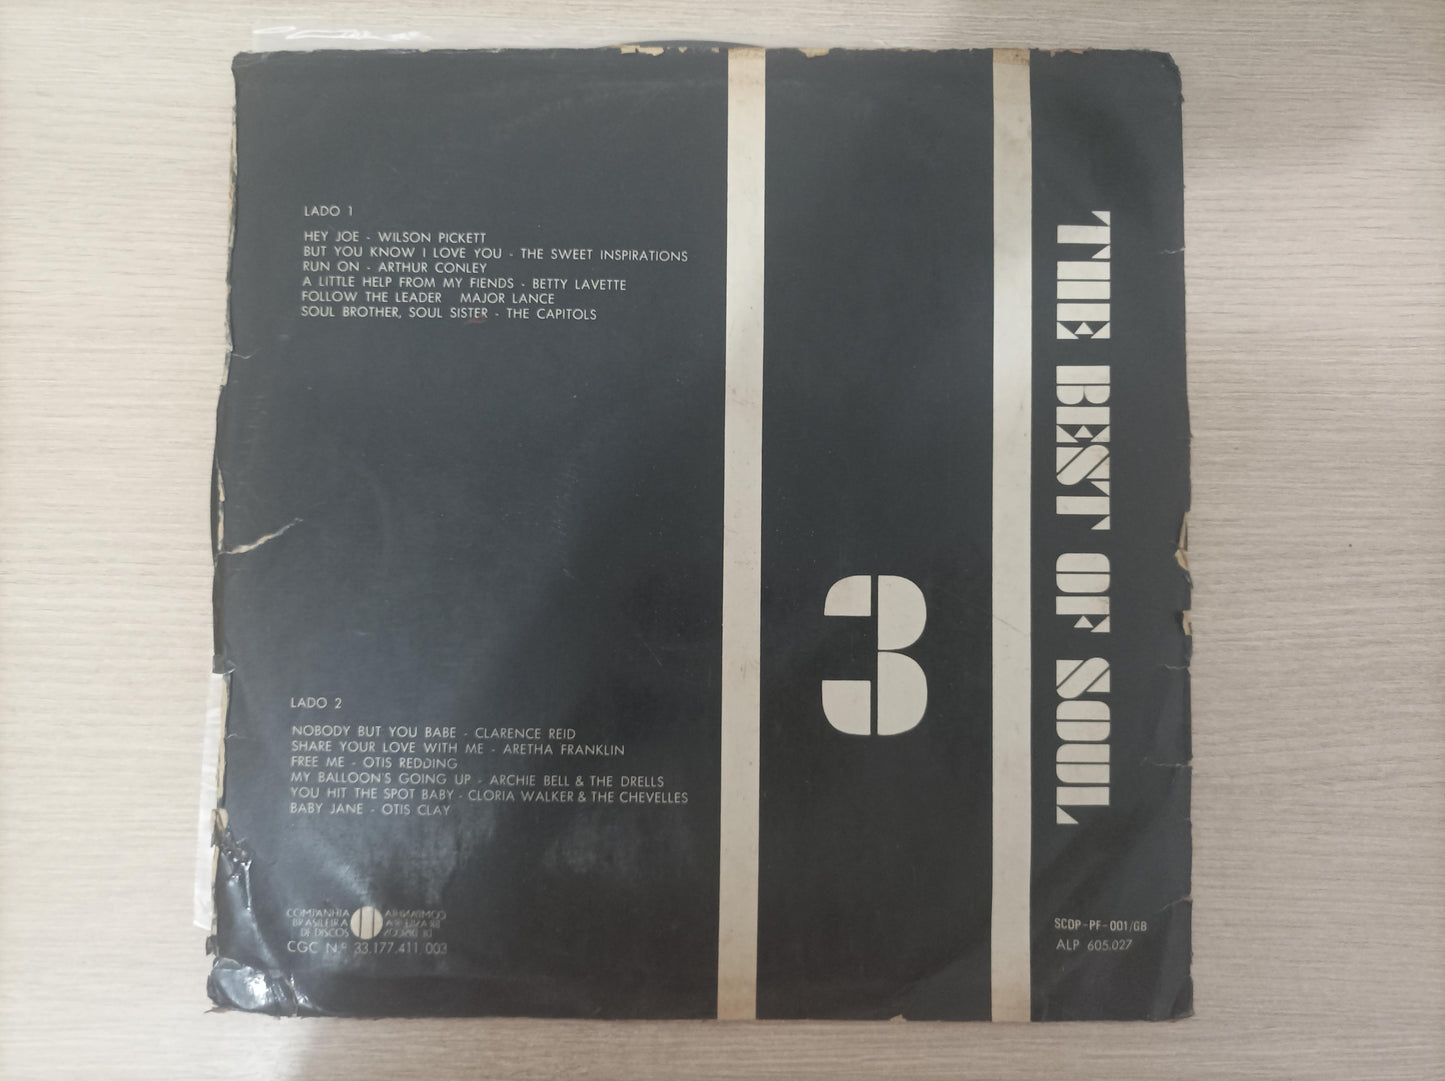 LADO 1
HEY JOE - WILSON PICKETT
BUT YOU KNOW I LOVE YOU - THE SWEET INSPIRATIONS
RUN ON - ARTHUR CONLEY
A LITTLE HELP FROM MY FIENDS - BETTY LAVETTE
FOLLOW THE LEADER MAJOR LANCE
SOUL BROTHER, SOUL SISTER - THE CAPITOLS
LADO 2
NOBODY BUT YOU BABE - CLARENCE REID
SHARE YOUR LOVE WITH ME - ARETHA FRANKLIN
FREE ME - OTIS REDDING
MY BALLOON'S GOING UP - ARCHIE BELL & THE DRELLS
YOU HIT THE SPOT BABY - CLORIA WALKER & THE CHEVELLES
BABY JANE - OTIS CLAY
COMPANHIA
BRASILEIRA
DE DISCOS
COMPANHIA
BRASILEIRA
DE DISCOS
CGC N.º 33.177.411/003
3
THE BEST OF SOUL
SCDP-PF-001/GB
ALP 605.027